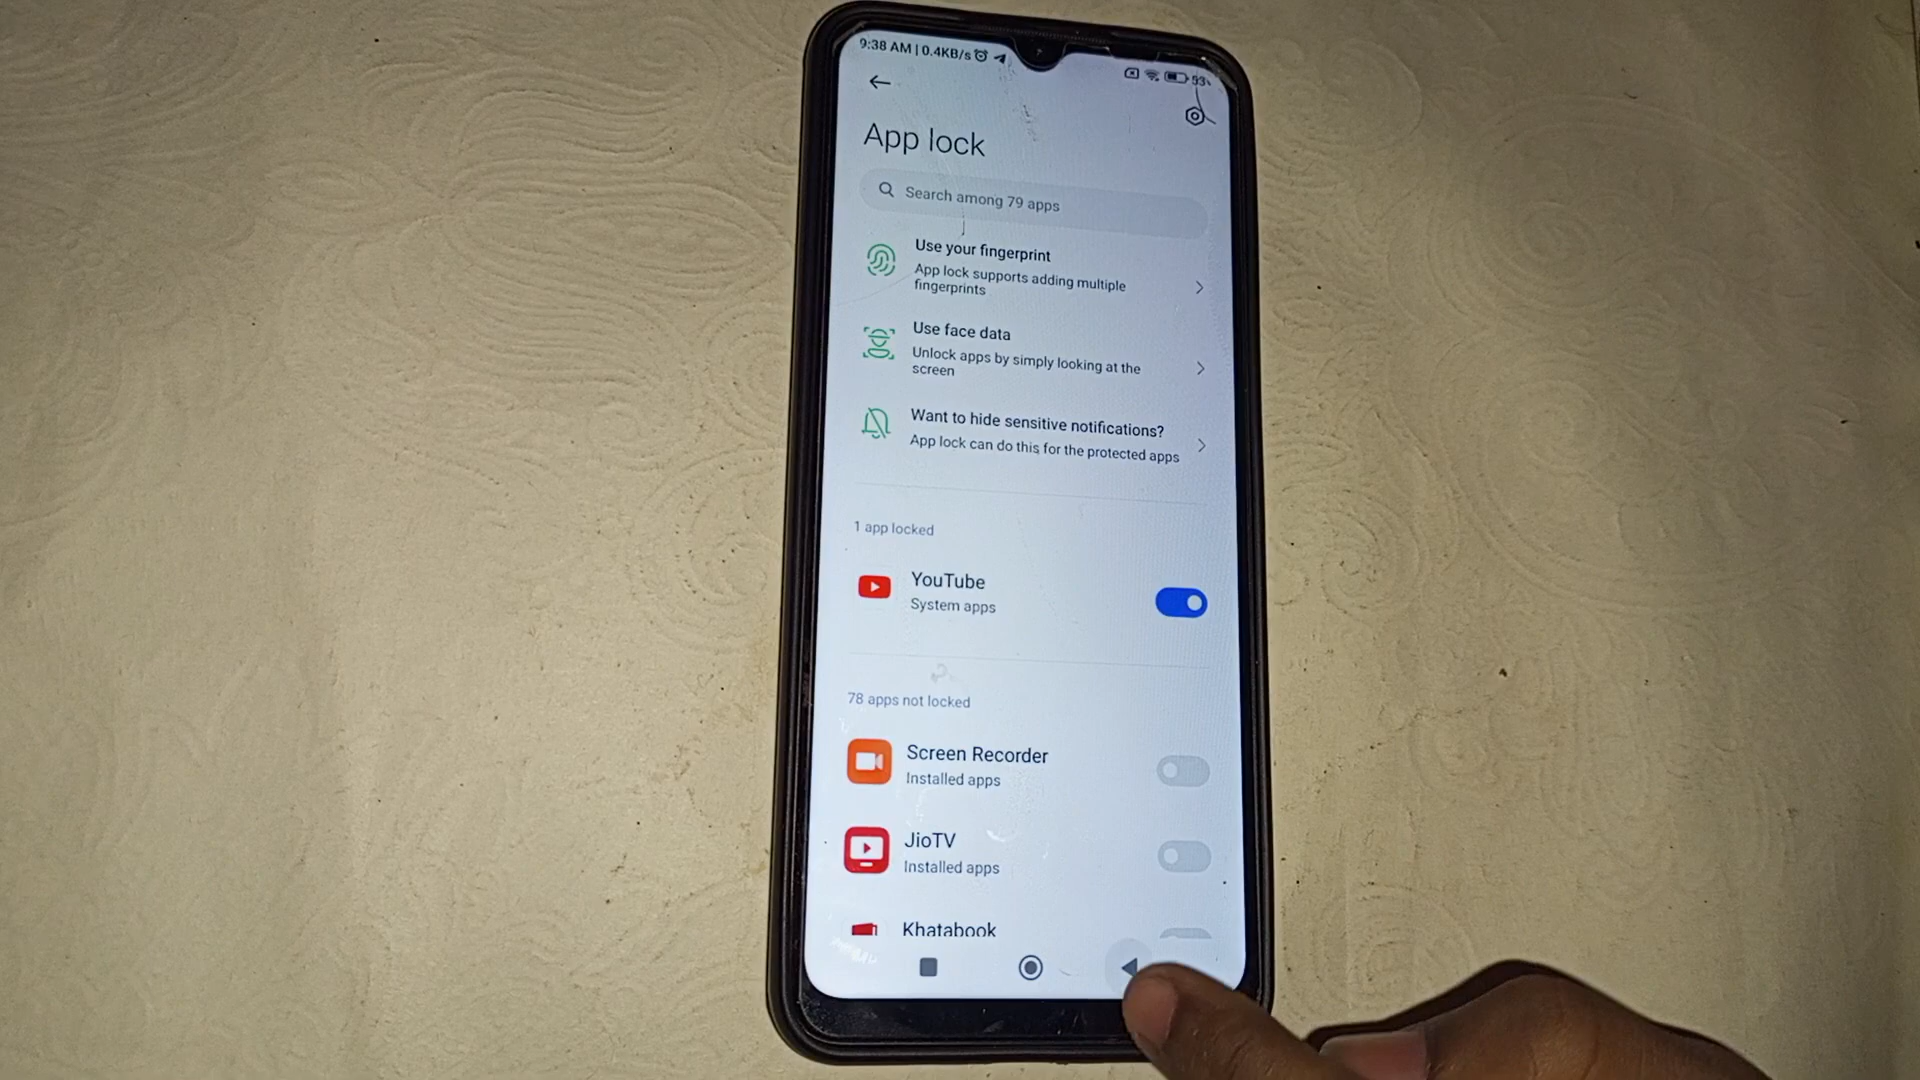 9:38 AM | 0.4KB/s
93
App lock
Search among 79 apps
Use your fingerprint
App lock supports adding multiple
fingerprints
Use face data
Unlock apps by simply looking at the
screen
Want to hide sensitive notifications?
App lock can do this for the protected apps
1 app locked
YouTube
System apps
78 apps not locked
Screen Recorder
Installed apps
JioTV
Installed apps
Khatabook